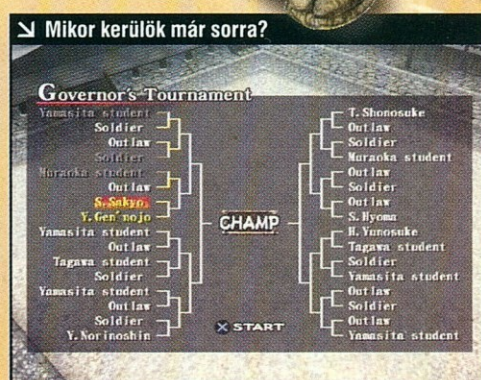 Mikor kerülök már sorra?
Governor's Tournament
Yamasita student
Soldier
Outlaw
Soldier
Muraoka student
Outlaw
S. Sakyo
Y. Gen'nojo
Yamasita student
Outlaw
Tagawa student
Soldier
Yamasita student
Outlaw
Soldier
Y. Norinoshin
CHAMP
START
T. Shonosuke
Outlaw
Soldier
Muraoka student
Outlaw
Soldier
Outlaw
S. Hyoma
H. Yunosuke
Tagawa student
Soldier
Yamasita student
Outlaw
Soldier
Outlaw
Yamasita student